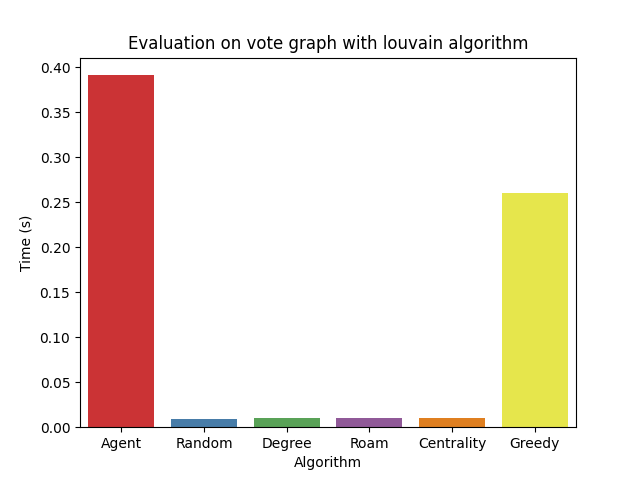 Evaluation on vote graph with louvain algorithm
0.40
0.35
0.30
0.25
0.20
0.15
0.10
0.05
0.00
Time (s)
Agent Random Degree Roam Centrality Greedy
Algorithm